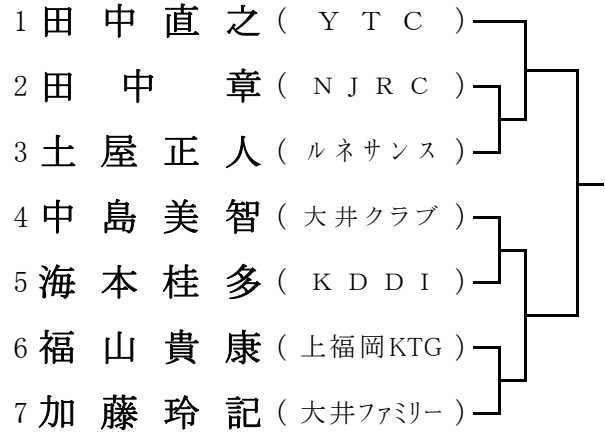 1 田中直之 ( YTC )
2 田中 章 ( NJRC )
3 土屋正人 ( ルネサンス )
4 中島美智 ( 大井クラブ )
5 海本桂多 ( KDDI )
6 福山貴康 ( 上福岡KTG )
7 加藤玲記 ( 大井ファミリー )